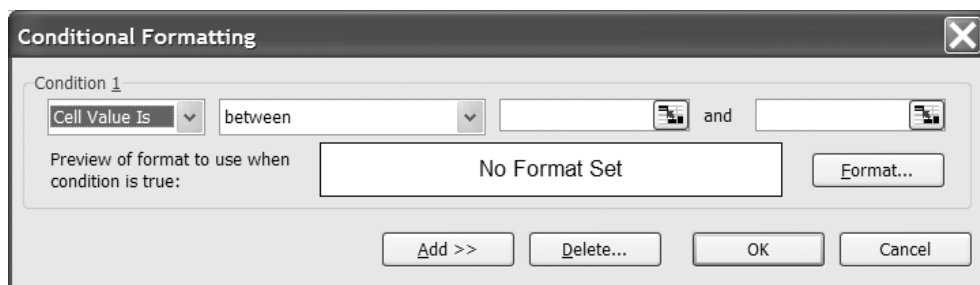 Conditional Formatting
Condition 1
Cell Value Is between and
Preview of format to use when
condition is true:
No Format Set
Format...
Add >> Delete... OK Cancel